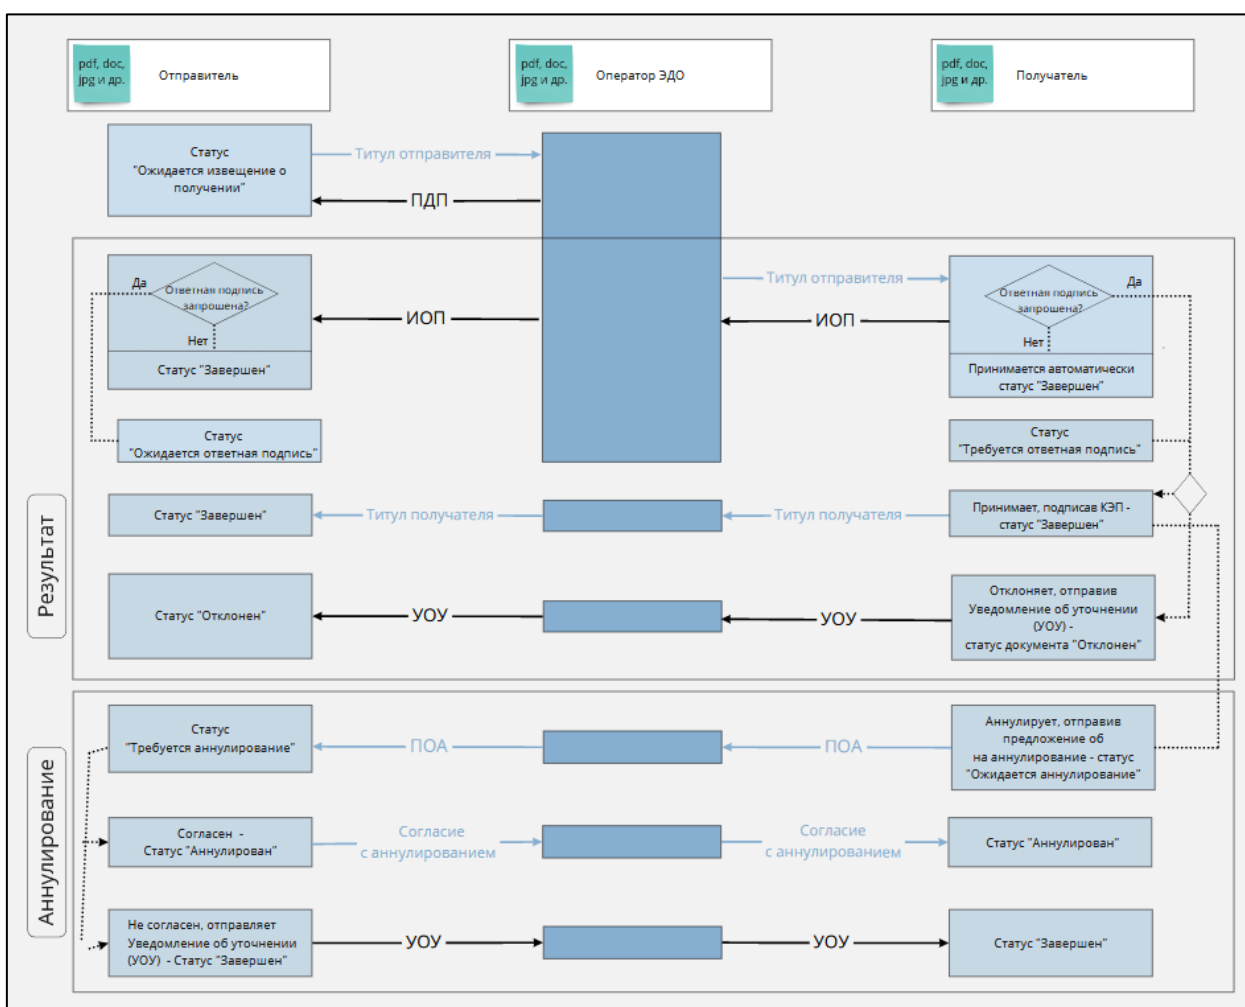 pdf, doc,
jpg и др.
Отправитель
pdf, doc,
jpg и др.
Оператор ЭДО
pdf, doc,
jpg и др.
Получатель
Статус
"Ожидается извещение о
получении"
Титул отправителя
ПДП
Да
Ответная подпись
запрошена?
Нет
Статус "Завершен"
ИОП
Титул отправителя
ИОП
Ответная подпись
запрошена?
Да
Нет
Принимается автоматически
статус "Завершен"
Статус
"Ожидается ответная подпись"
Статус
"Требуется ответная подпись"
Результат
Статус "Завершен"
Титул получателя
Титул получателя
Принимает, подписав КЭП -
статус "Завершен"
Статус "Отклонен"
УОУ
УОУ
Отклоняет, отправив
Уведомление об уточнении
(УОУ) -
статус документа "Отклонен"
Аннулирование
Статус
"Требуется аннулирование"
ПОА
ПОА
Аннулирует, отправив
предложение об
на аннулирование - статус
"Ожидается аннулирование"
Согласен -
Статус "Аннулирован"
Согласие
с аннулированием
Согласие
с аннулированием
Статус "Аннулирован"
Не согласен, отправляет
Уведомление об уточнении
(УОУ) - Статус "Завершен"
УОУ
УОУ
Статус "Завершен"